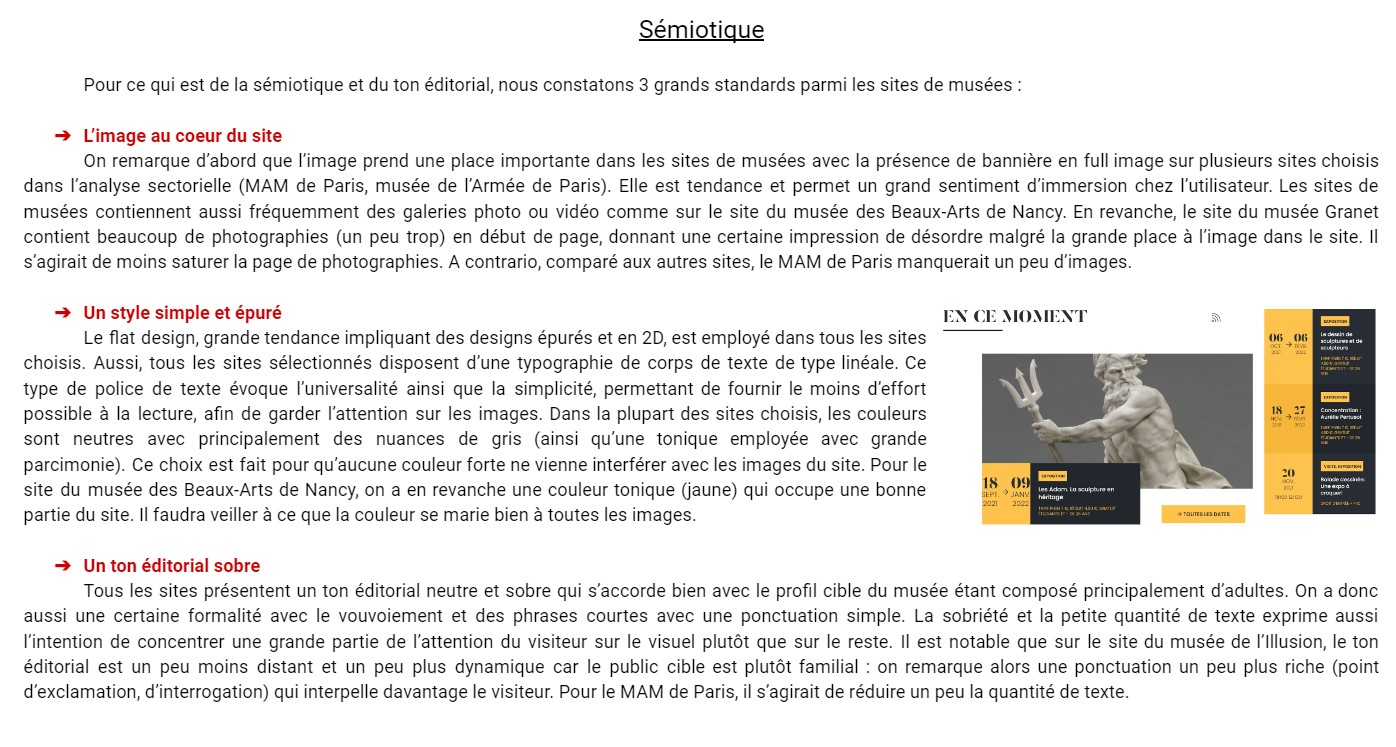 Sémiotique
Pour ce qui est de la sémiotique et du ton éditorial, nous constatons 3 grands standards parmi les sites de musées :
➔ L’image au coeur du site
On remarque d’abord que l’image prend une place importante dans les sites de musées avec la présence de bannière en full image sur plusieurs sites choisis
dans l’analyse sectorielle (MAM de Paris, musée de l’Armée de Paris). Elle est tendance et permet un grand sentiment d’immersion chez l’utilisateur. Les sites de
musées contiennent aussi fréquemment des galeries photo ou vidéo comme sur le site du musée des Beaux-Arts de Nancy. En revanche, le site du musée Granet
contient beaucoup de photographies (un peu trop) en début de page, donnant une certaine impression de désordre malgré la grande place à l’image dans le site. Il
s’agirait de moins saturer la page de photographies. A contrario, comparé aux autres sites, le MAM de Paris manquerait un peu d’images.
➔ Un style simple et épuré
Le flat design, grande tendance impliquant des designs épurés et en 2D, est employé dans tous les sites
choisis. Aussi, tous les sites sélectionnés disposent d’une typographie de corps de texte de type linéale. Ce
type de police de texte évoque l’universalité ainsi que la simplicité, permettant de fournir le moins d’effort
possible à la lecture, afin de garder l’attention sur les images. Dans la plupart des sites choisis, les couleurs
sont neutres avec principalement des nuances de gris (ainsi qu’une tonique employée avec grande
parcimonie). Ce choix est fait pour qu’aucune couleur forte ne vienne interférer avec les images du site. Pour le
site du musée des Beaux-Arts de Nancy, on a en revanche une couleur tonique (jaune) qui occupe une bonne
partie du site. Il faudra veiller à ce que la couleur se marie bien à toutes les images.
EN CE MOMENT
18 → 09
SEPT. JANV
2021 2022
EXPOSITION
Les Adam. La sculpture en
héritage
→ TOUTES LES DATES
06 → 06
OCT. FÉVR.
2021 2022
EXPOSITION
Le dessin de
sculptures et de
sculpteurs
18 → 27
NOV. FÉVR.
2021 2022
EXPOSITION
Concentration :
Aurélie Pertusot
20
NOV.
2021
VISITE, EXPOSITION
Balade dessinée:
Une expo à
croquer!
➔ Un ton éditorial sobre
Tous les sites présentent un ton éditorial neutre et sobre qui s’accorde bien avec le profil cible du musée étant composé principalement d’adultes. On a donc
aussi une certaine formalité avec le vouvoiement et des phrases courtes avec une ponctuation simple. La sobriété et la petite quantité de texte exprime aussi
l’intention de concentrer une grande partie de l’attention du visiteur sur le visuel plutôt que sur le reste. Il est notable que sur le site du musée de l’Illusion, le ton
éditorial est un peu moins distant et un peu plus dynamique car le public cible est plutôt familial : on remarque alors une ponctuation un peu plus riche (point
d’exclamation, d’interrogation) qui interpelle davantage le visiteur. Pour le MAM de Paris, il s’agirait de réduire un peu la quantité de texte.